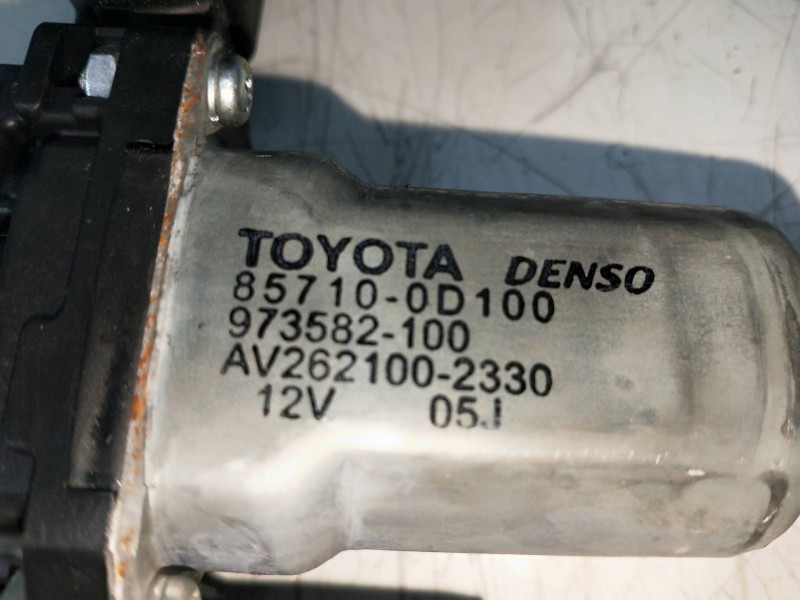 TOYOTA DENSO
85710-0D100
973582-100
AV262100-2330
12V 05J